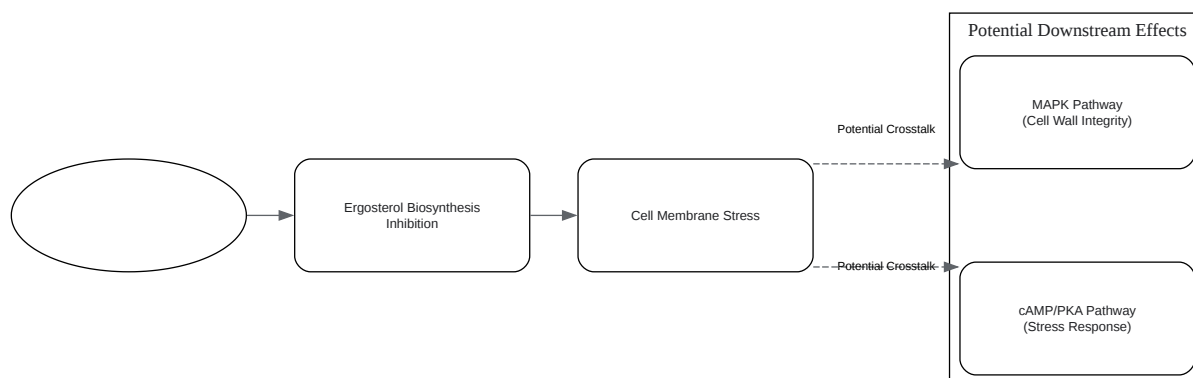 Potential Downstream Effects
MAPK Pathway
(Cell Wall Integrity)
Potential Crosstalk
Ergosterol Biosynthesis
Inhibition
Cell Membrane Stress
Potential Crosstalk
cAMP/PKA Pathway
(Stress Response)